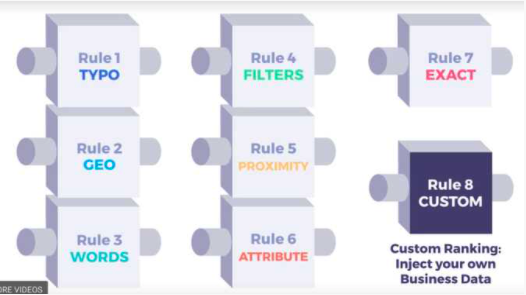 Rule 1
TYPO
Rule 2
GEO
Rule 3
WORDS
Rule 4
FILTERS
Rule 5
PROXIMITY
Rule 6
ATTRIBUTE
Rule 7
EXACT
Rule 8
CUSTOM
Custom Ranking:
Inject your own
Business Data
ORE VIDEOS